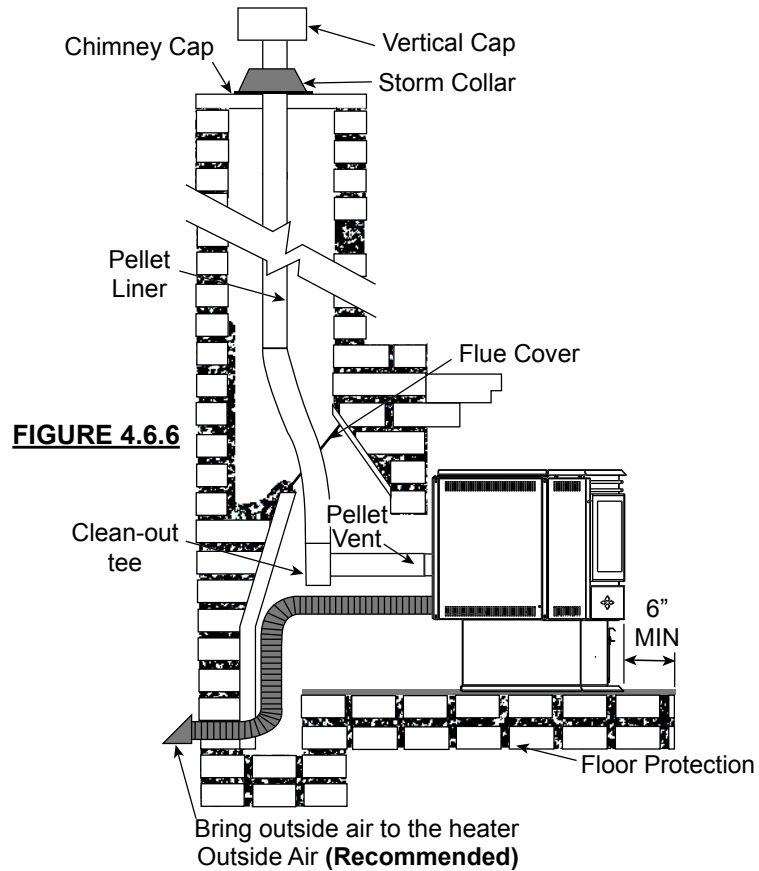 Vertical Cap
Chimney Cap
Storm Collar
Pellet
Liner
Flue Cover
FIGURE 4.6.6
Pellet
Vent
Clean-out
tee
6”
MIN
Floor Protection
Bring outside air to the heater
Outside Air (Recommended)